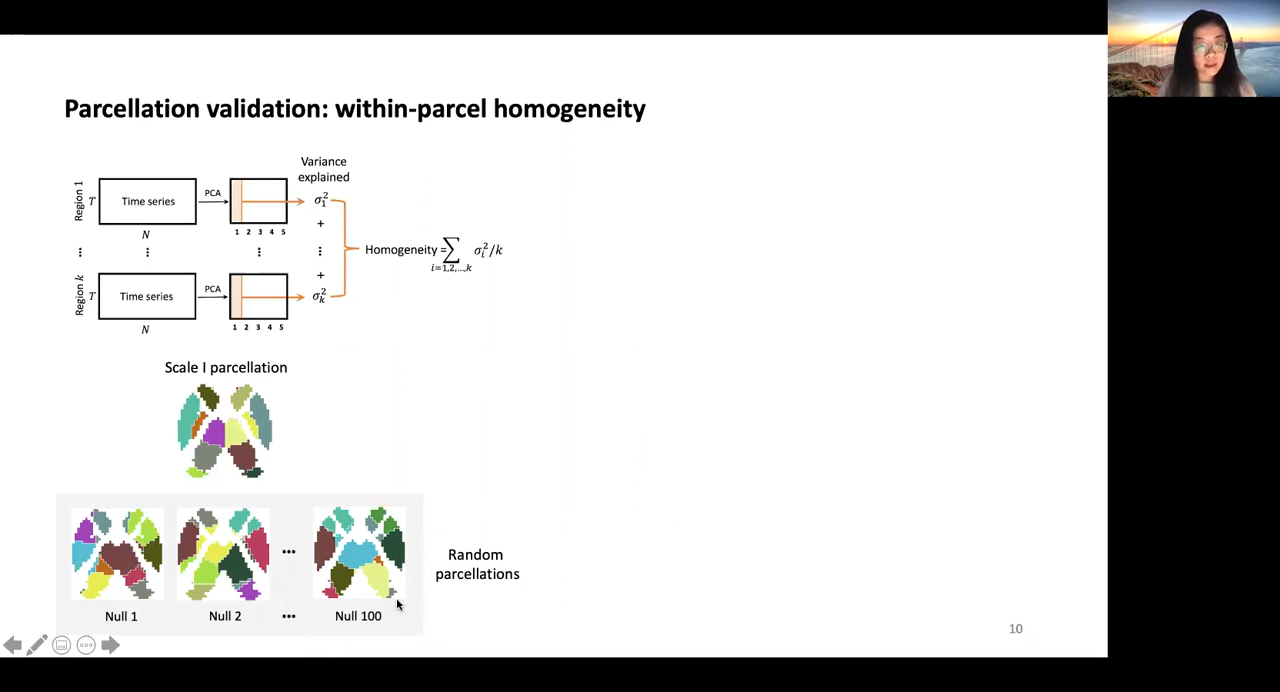 Parcellation validation: within-parcel homogeneity
Variance
explained
Region 1
T
Time series
PCA
σ₁²
N
1 2 3 4 5
+
⋮
⋮
⋮
⋮
Homogeneity = ∑ σᵢ²/k
i=1,2,...,k
+
Region k
T
Time series
PCA
σₖ²
N
1 2 3 4 5
Scale I parcellation
...
Random
parcellations
Null 1
Null 2
...
Null 100
10